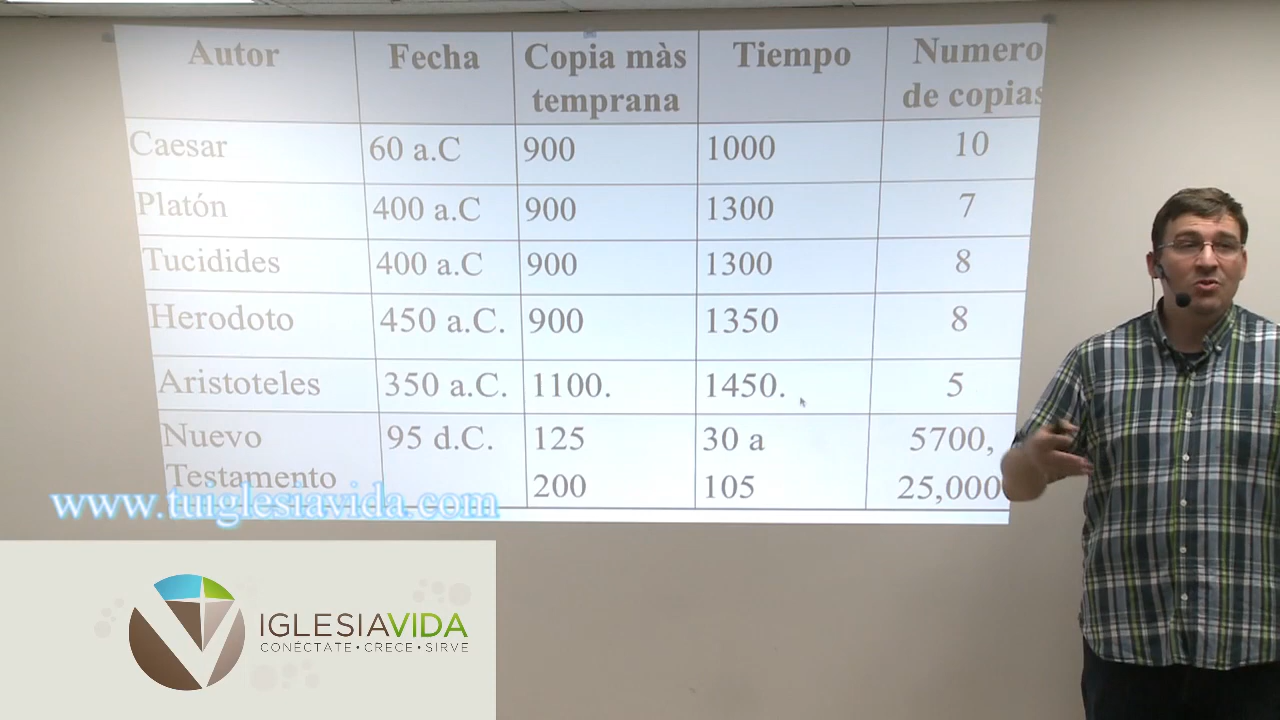 Autor Fecha Copia màs Tiempo Numero
temprana de copias
Caesar 60 a.C 900 1000 10
Platón 400 a.C 900 1300 7
Tucidides 400 a.C 900 1300 8
Herodoto 450 a.C. 900 1350 8
Aristoteles 350 a.C. 1100. 1450. 5
Nuevo 95 d.C. 125 30 a 5700,
Testamento 200 105 25,000
www.tuiglesiavida.com
IGLESIAVIDA
CONÉCTATE • CRECE • SIRVE